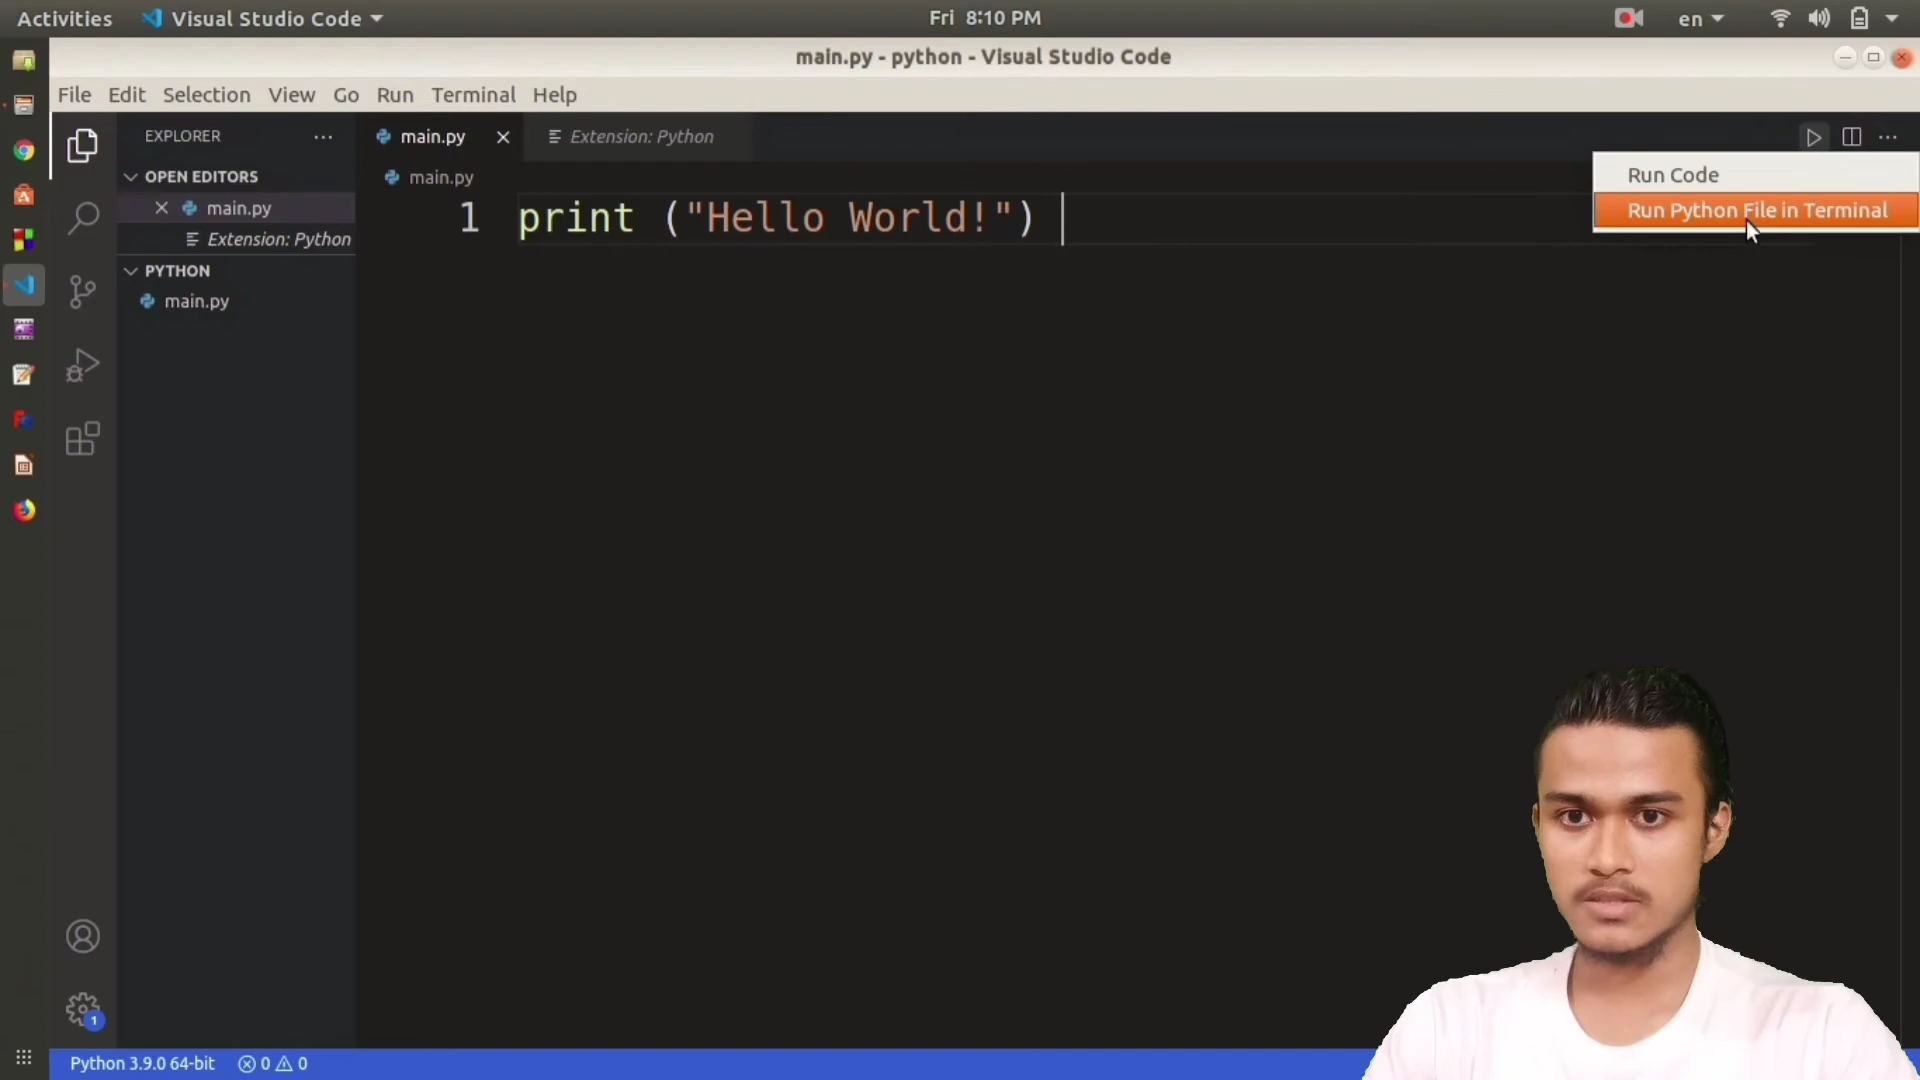 Activities Visual Studio Code Fri 8:10 PM en
main.py - python - Visual Studio Code
File Edit Selection View Go Run Terminal Help
EXPLORER
OPEN EDITORS
main.py
Extension: Python
PYTHON
main.py
main.py Extension: Python
main.py
1 print ("Hello World!")
Run Code
Run Python File in Terminal
1
Python 3.9.0 64-bit 0 0